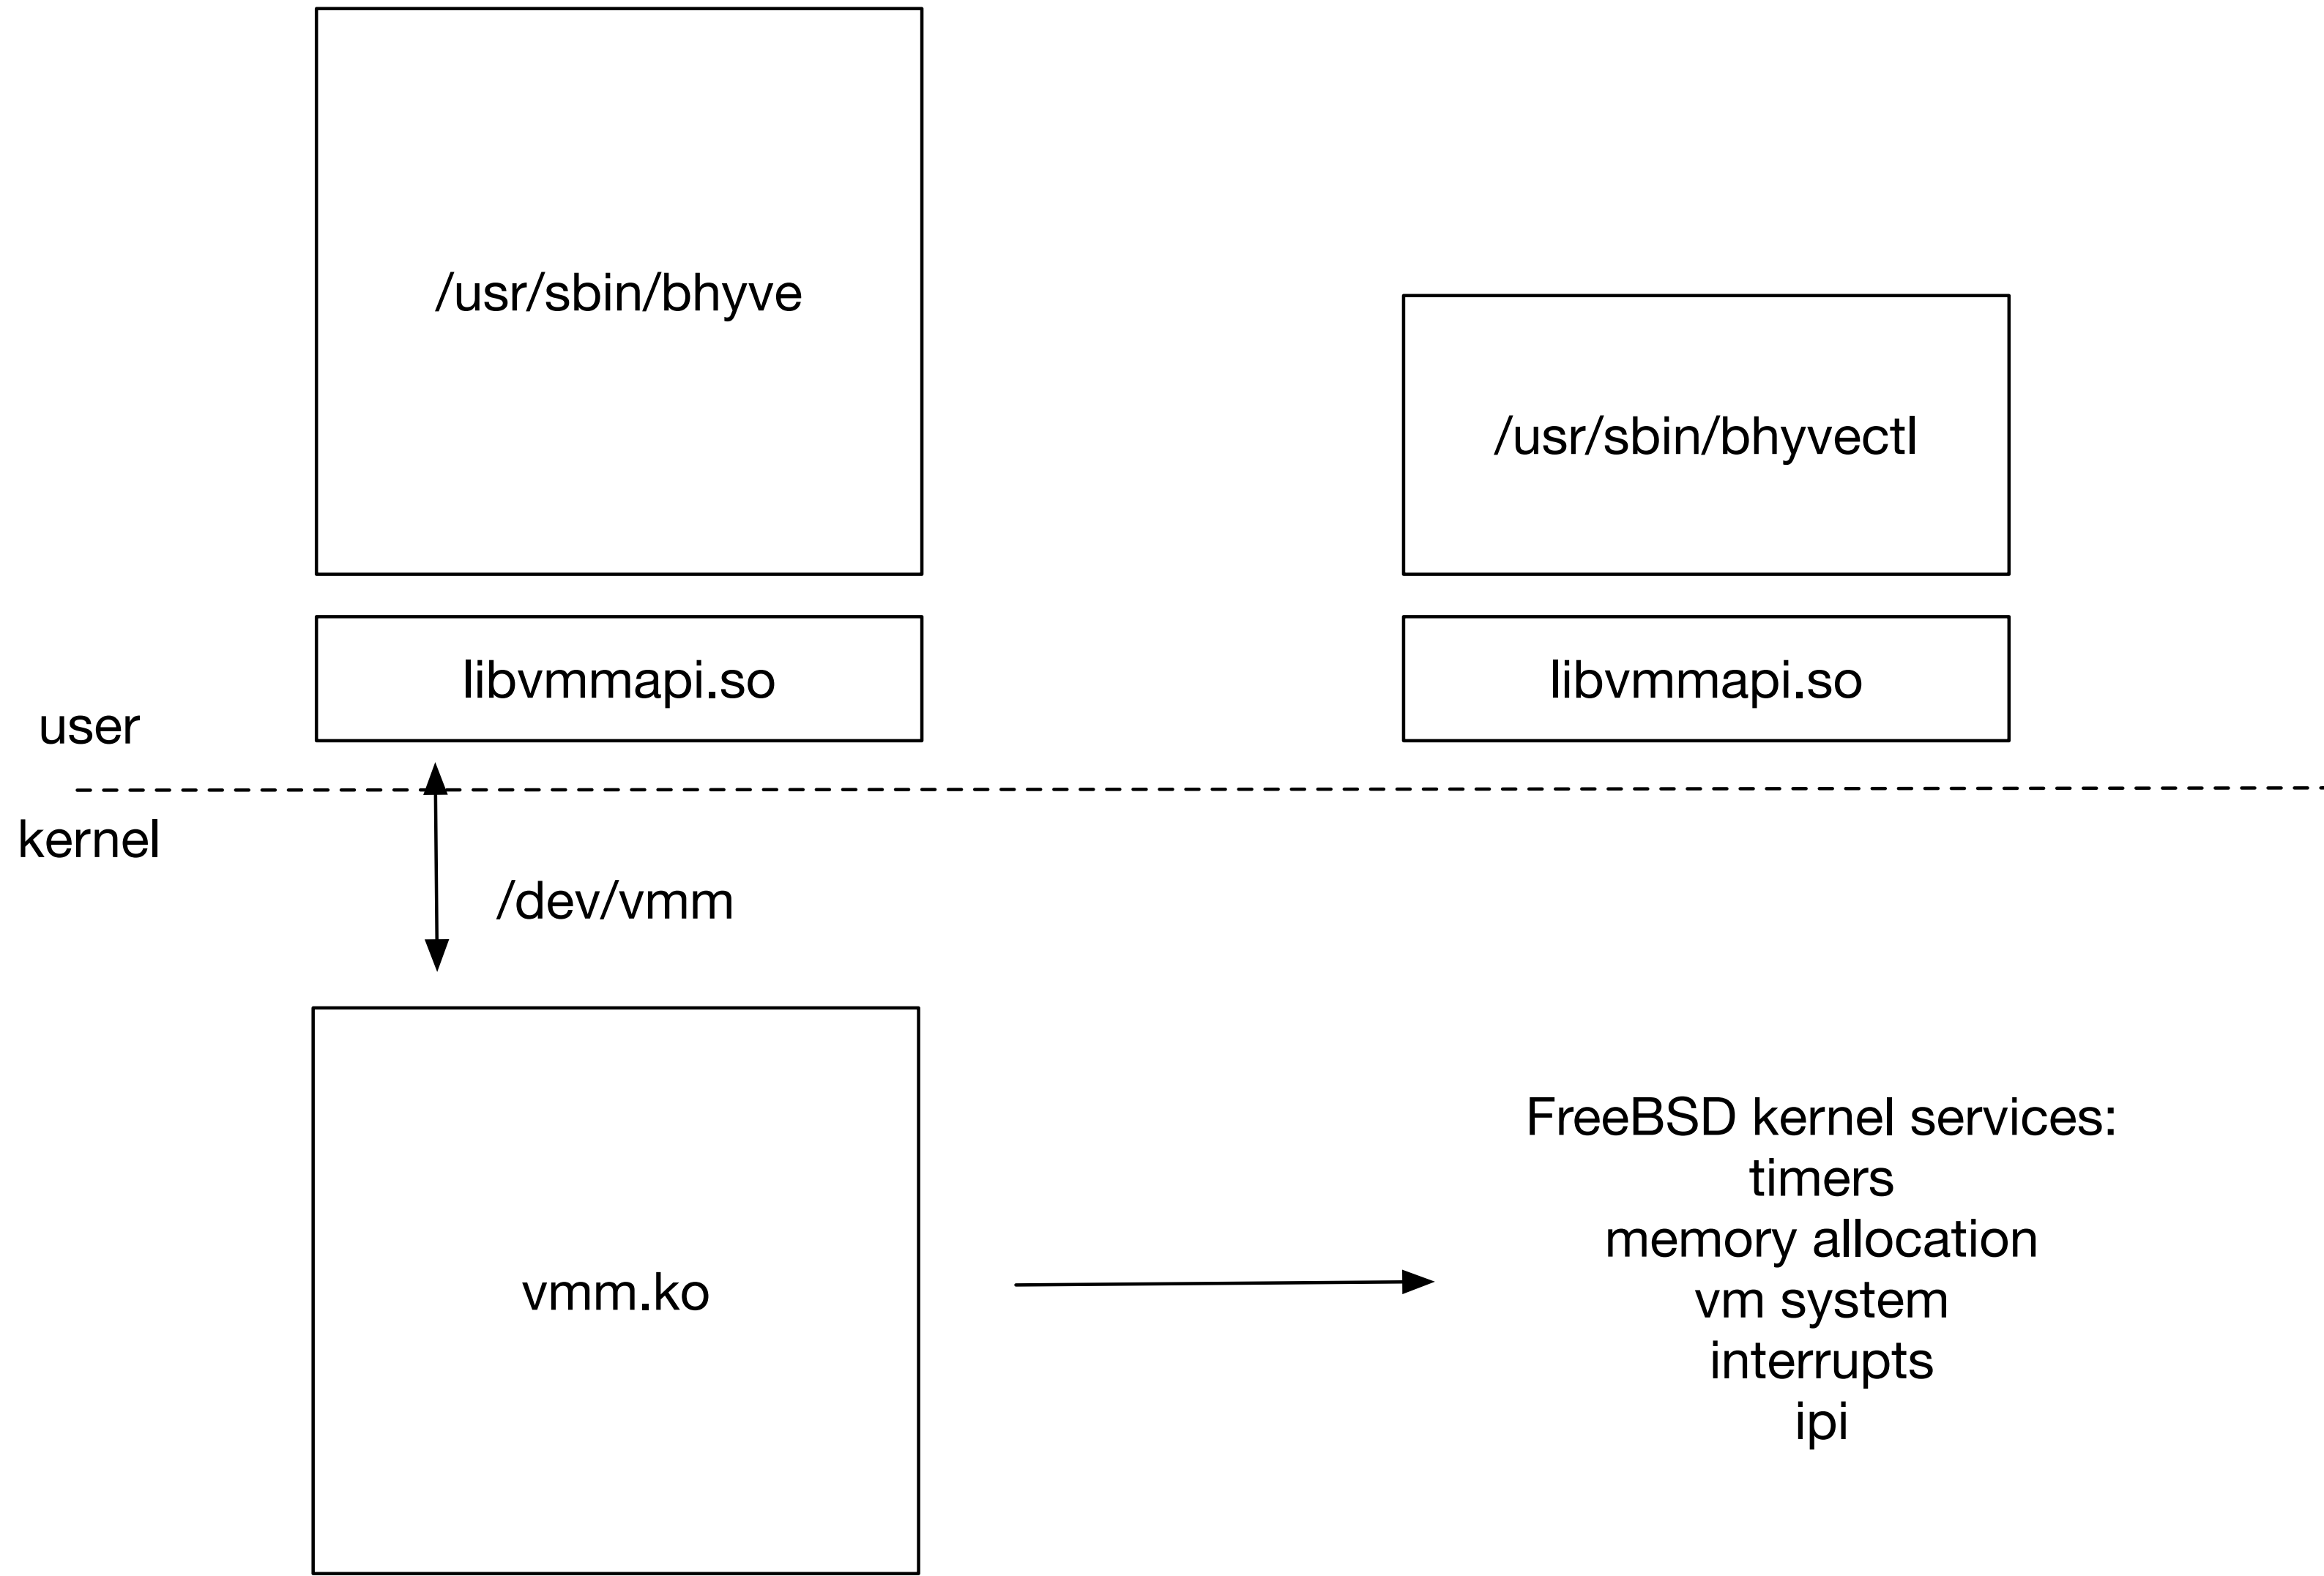 /usr/sbin/bhyve
/usr/sbin/bhyvectl
libvmmapi.so
libvmmapi.so
user
kernel
/dev/vmm
vmm.ko
FreeBSD kernel services:
timers
memory allocation
vm system
interrupts
ipi